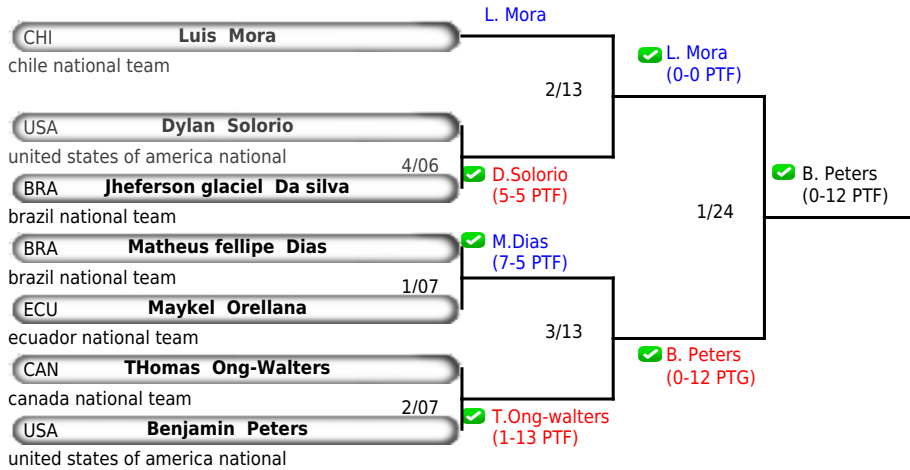 L. Mora
CHI Luis Mora
chile national team
L. Mora
(0-0 PTF)
2/13
USA Dylan Solorio
united states of america national
4/06
D.Solorio
(5-5 PTF)
BRA Jheferson glaciel Da silva
brazil national team
B. Peters
(0-12 PTF)
1/24
BRA Matheus fellipe Dias
brazil national team
M.Dias
(7-5 PTF)
1/07
ECU Maykel Orellana
ecuador national team
3/13
B. Peters
(0-12 PTG)
CAN THomas Ong-Walters
canada national team
2/07
T.Ong-walters
(1-13 PTF)
USA Benjamin Peters
united states of america national